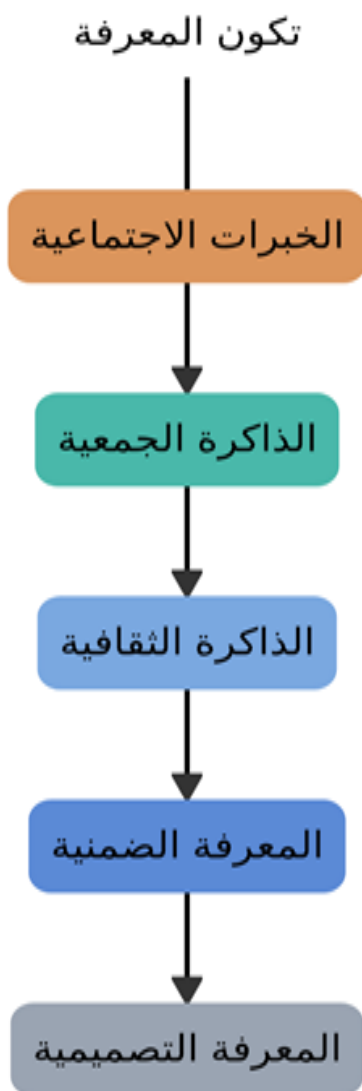 تكون المعرفة
الخبرات الاجتماعية
الذاكرة الجمعية
الذاكرة الثقافية
المعرفة الضمنية
المعرفة التصميمية